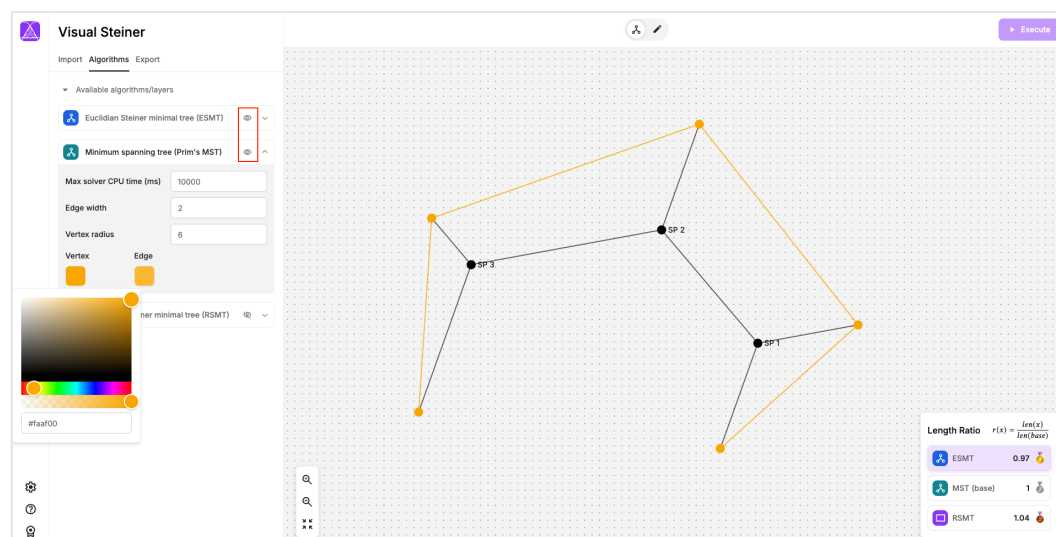 Visual Steiner
Execute
Import Algorithms Export
Available algorithms/layers
Euclidian Steiner minimal tree (ESMT)
Minimum spanning tree (Prim's MST)
Max solver CPU time (ms) 10000
Edge width 2
Vertex radius 6
Vertex Edge
ner minimal tree (RSMT)
#faaf00
SP 2
SP 3
SP 1
Length Ratio r(x) = len(x) / len(base)
ESMT 0.97
MST (base) 1
RSMT 1.04